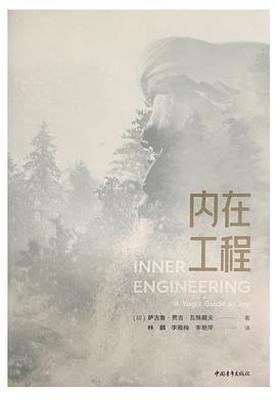 内在
工程
INNER
ENGINEERING
A Yogi's Guide to Joy
[印] 萨古鲁·贾吉·瓦殊戴夫 著
林麟 李雅梅 李艳萍 译
中国青年出版社